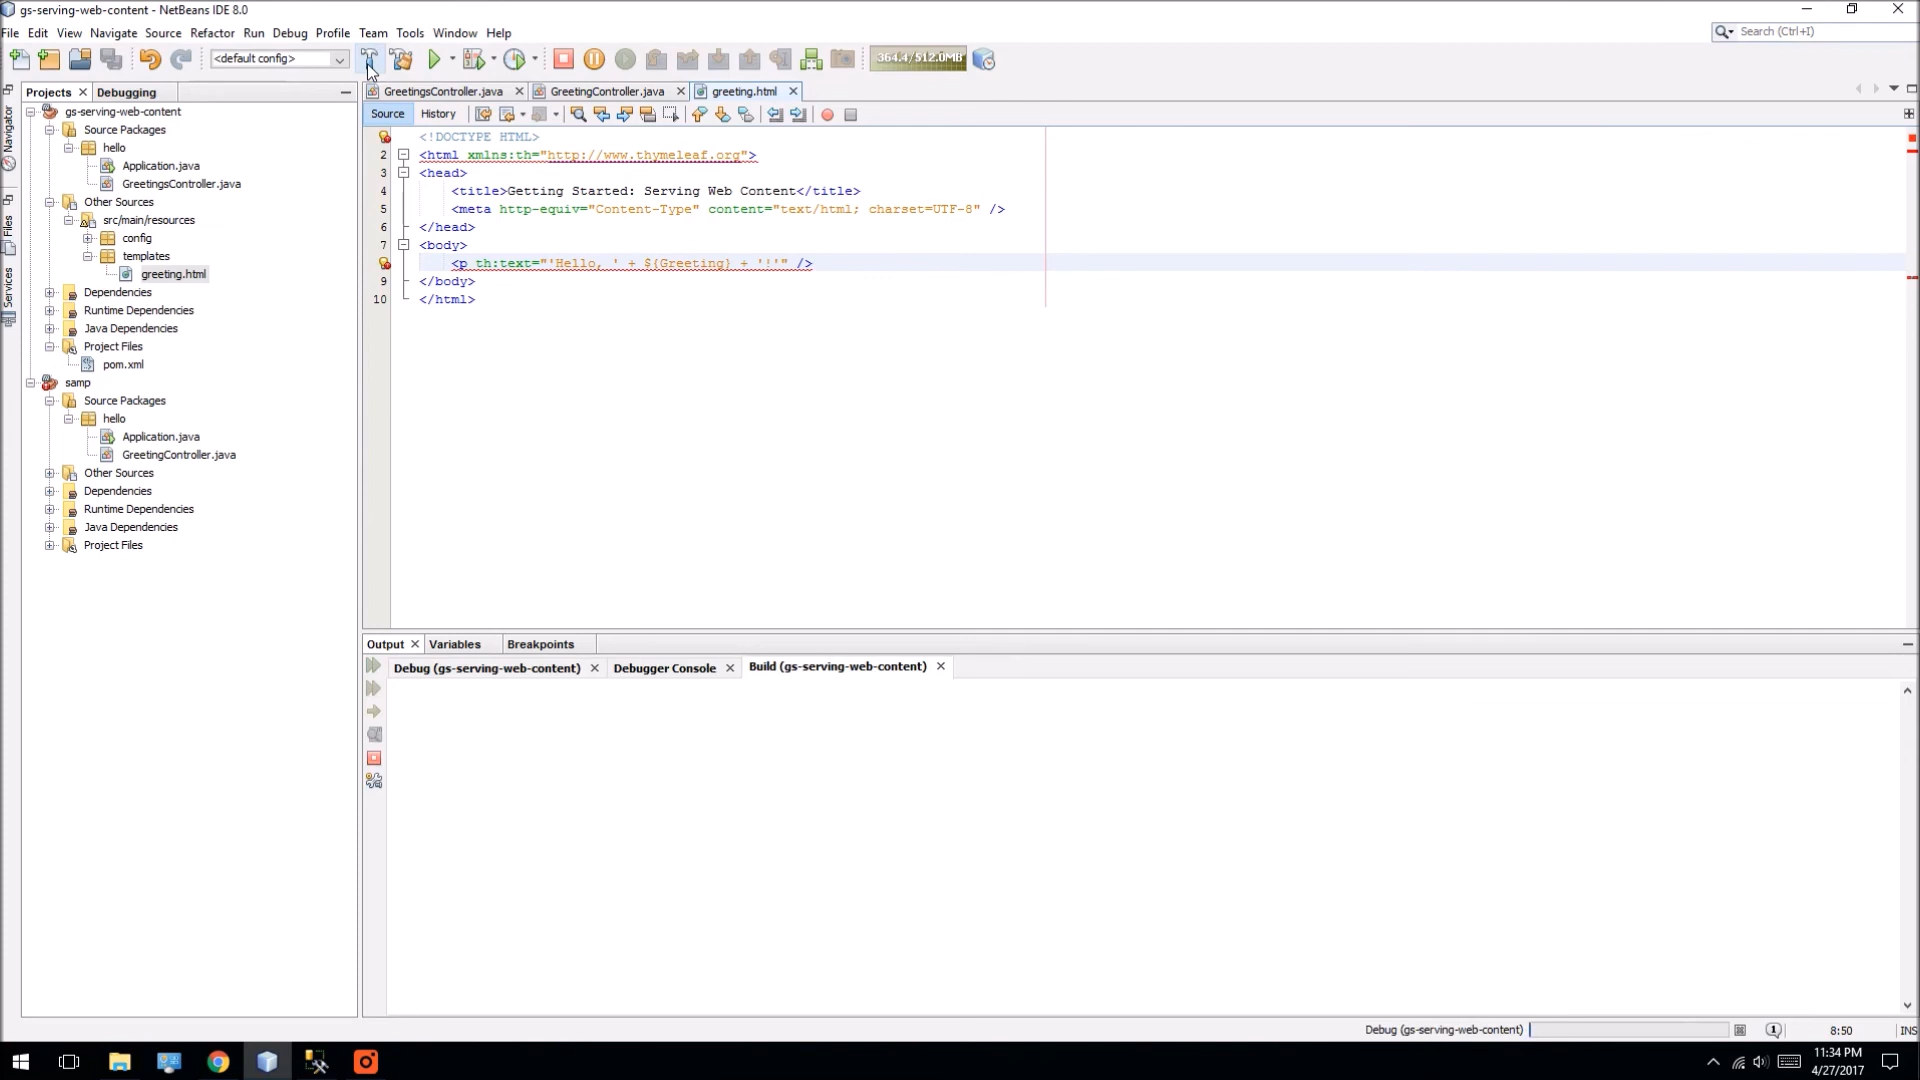 gs-serving-web-content - NetBeans IDE 8.0
File Edit View Navigate Source Refactor Run Debug Profile Team Tools Window Help
Search (Ctrl+I)
<default config>
364.4/512.0MB
Projects Debugging
GreetingsController.java GreetingController.java greeting.html
Navigator
Files
Services
gs-serving-web-content
Source Packages
hello
Application.java
GreetingsController.java
Other Sources
src/main/resources
config
templates
greeting.html
Dependencies
Runtime Dependencies
Java Dependencies
Project Files
pom.xml
samp
Source Packages
hello
Application.java
GreetingController.java
Other Sources
Dependencies
Runtime Dependencies
Java Dependencies
Project Files
Source History
<!DOCTYPE HTML>
2 <html xmlns:th="http://www.thymeleaf.org">
3 <head>
4 <title>Getting Started: Serving Web Content</title>
5 <meta http-equiv="Content-Type" content="text/html; charset=UTF-8" />
6 </head>
7 <body>
<p th:text="'Hello, ' + ${Greeting} + '!'" />
9 </body>
10 </html>
Output Variables Breakpoints
Debug (gs-serving-web-content) Debugger Console Build (gs-serving-web-content)
Debug (gs-serving-web-content) 1 8:50 INS
11:34 PM
4/27/2017